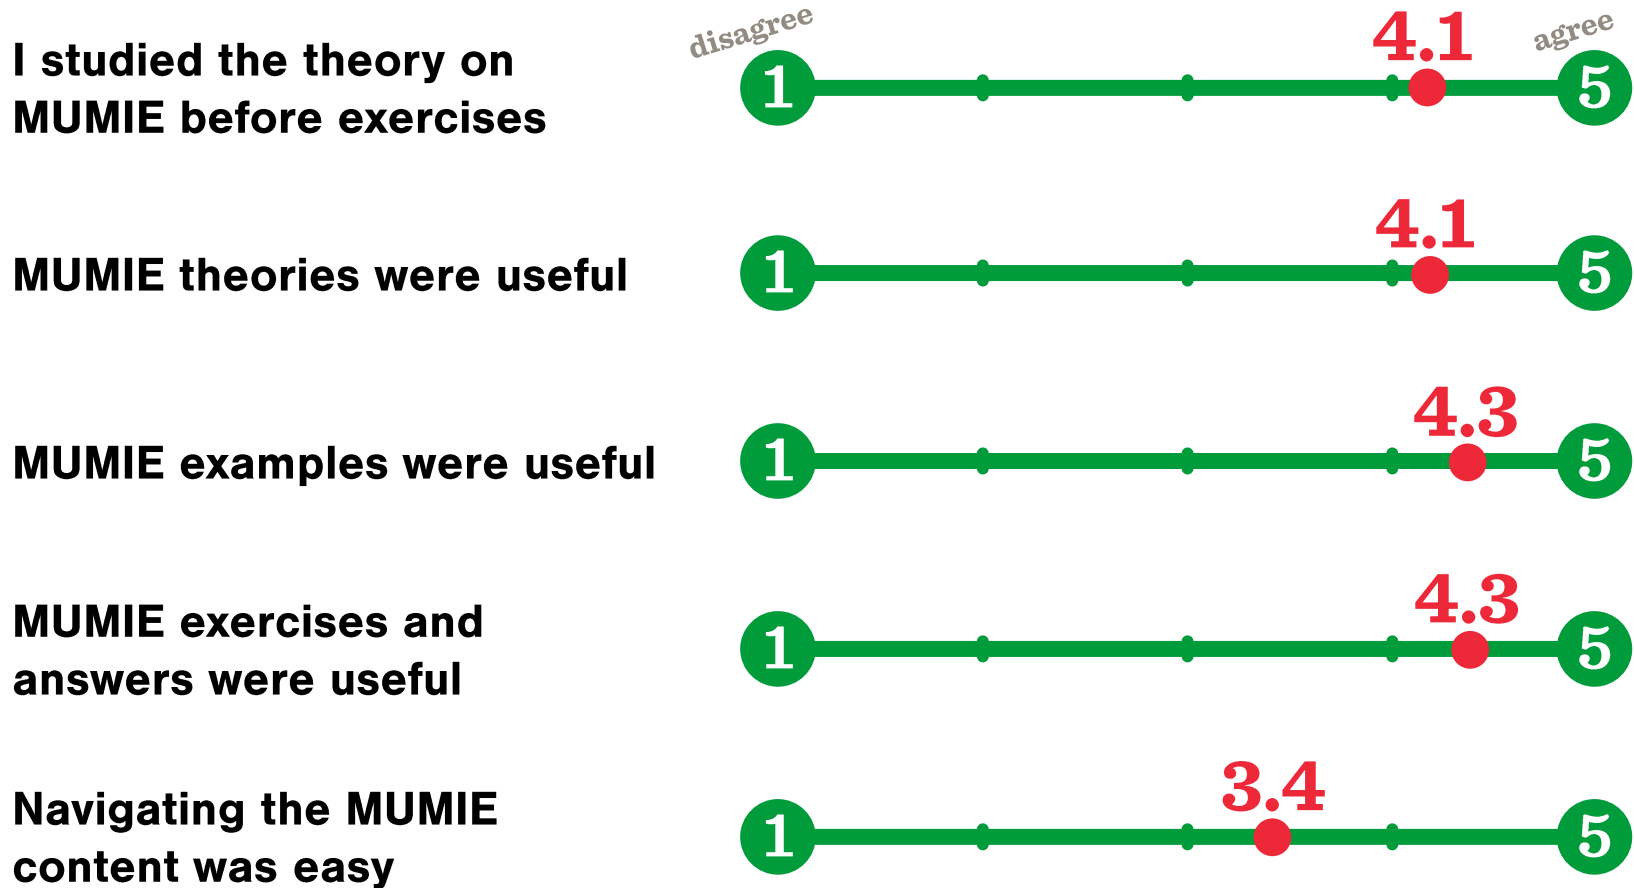 disagree
agree
I studied the theory on
MUMIE before exercises
1
4.1
5
MUMIE theories were useful
1
4.1
5
MUMIE examples were useful
1
4.3
5
MUMIE exercises and
answers were useful
1
4.3
5
Navigating the MUMIE
content was easy
1
3.4
5